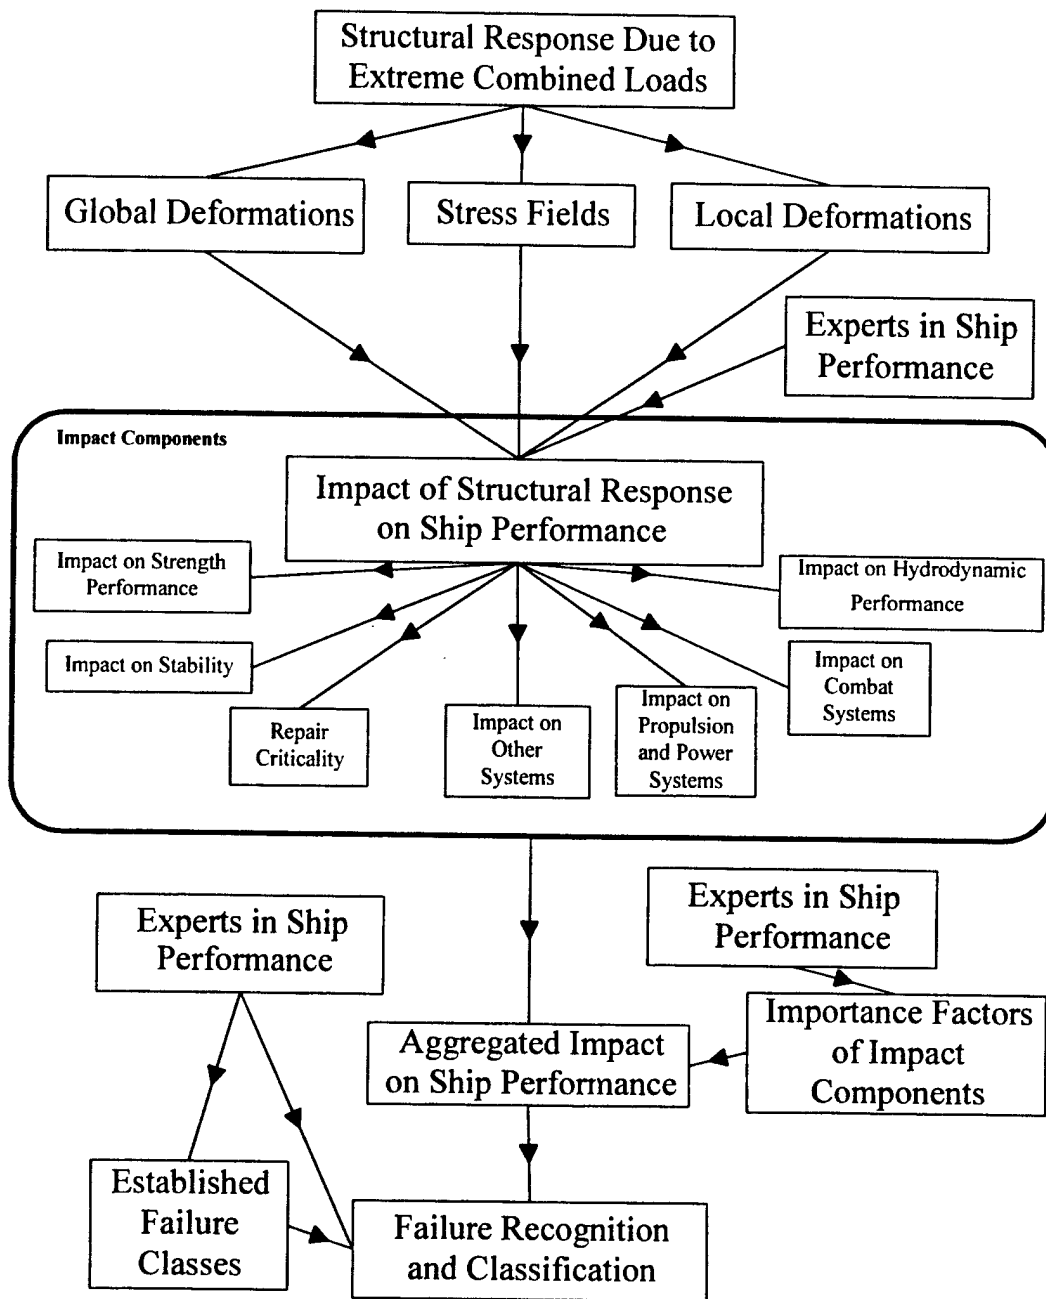 Structural Response Due to
Extreme Combined Loads
Global Deformations
Stress Fields
Local Deformations
Experts in Ship
Performance
Impact Components
Impact of Structural Response
on Ship Performance
Impact on Strength
Performance
Impact on Hydrodynamic
Performance
Impact on Stability
Impact on
Combat
Systems
Repair
Criticality
Impact on
Other
Systems
Impact on
Propulsion
and Power
Systems
Experts in Ship
Performance
Experts in Ship
Performance
Aggregated Impact
on Ship Performance
Importance Factors
of Impact
Components
Established
Failure
Classes
Failure Recognition
and Classification